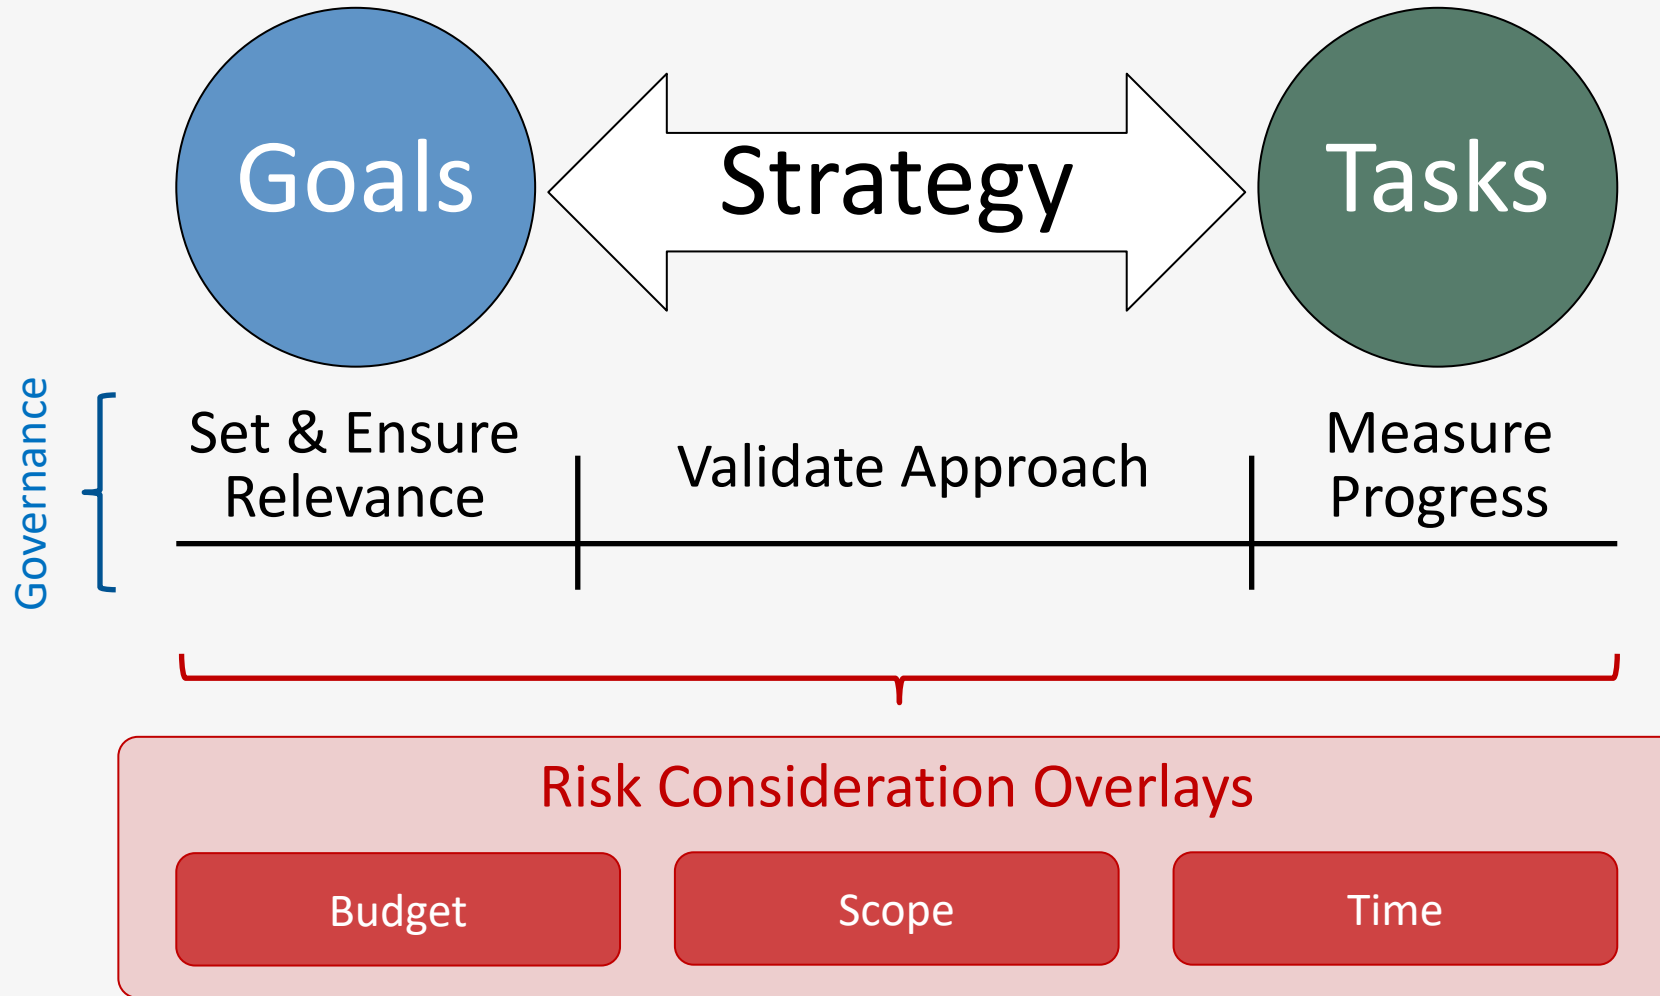 Goals
Strategy
Tasks
Governance
Set & Ensure
Relevance
Validate Approach
Measure
Progress
Risk Consideration Overlays
Budget
Scope
Time